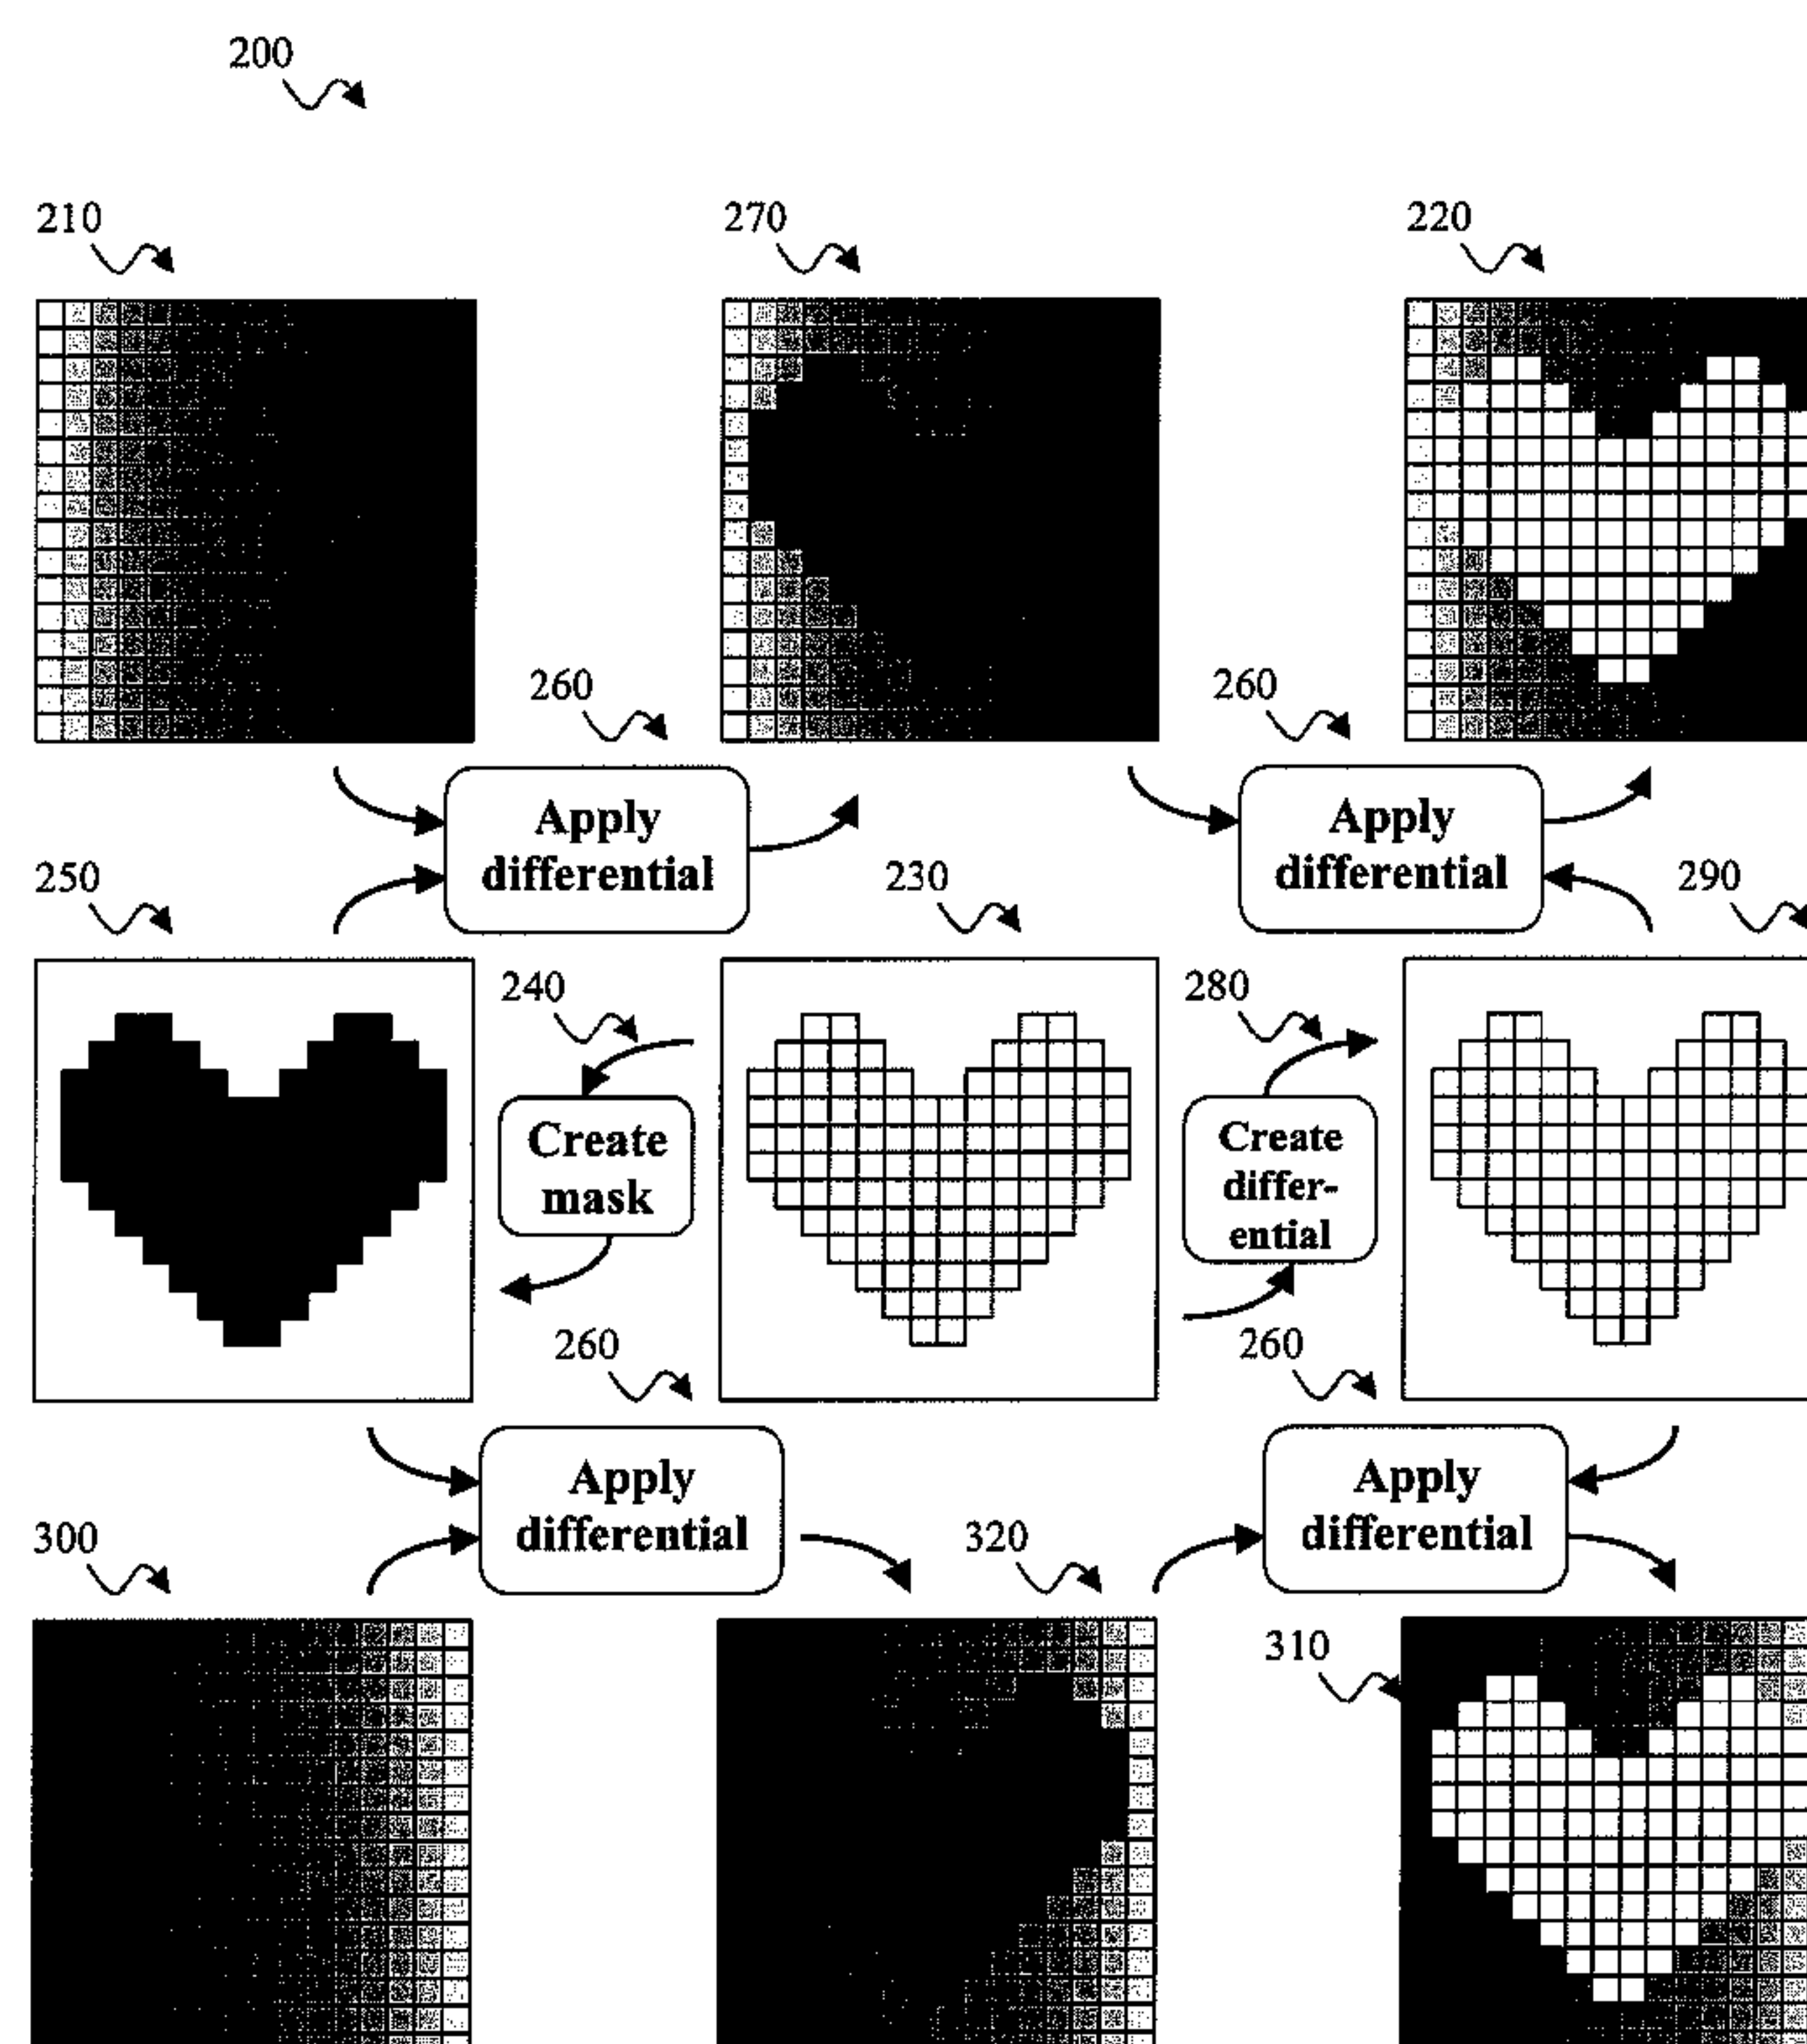 200
210
270
220
260
260
Apply
differential
Apply
differential
250
230
290
240
280
Create
mask
Create
differ-
ential
260
260
Apply
differential
Apply
differential
300
320
310